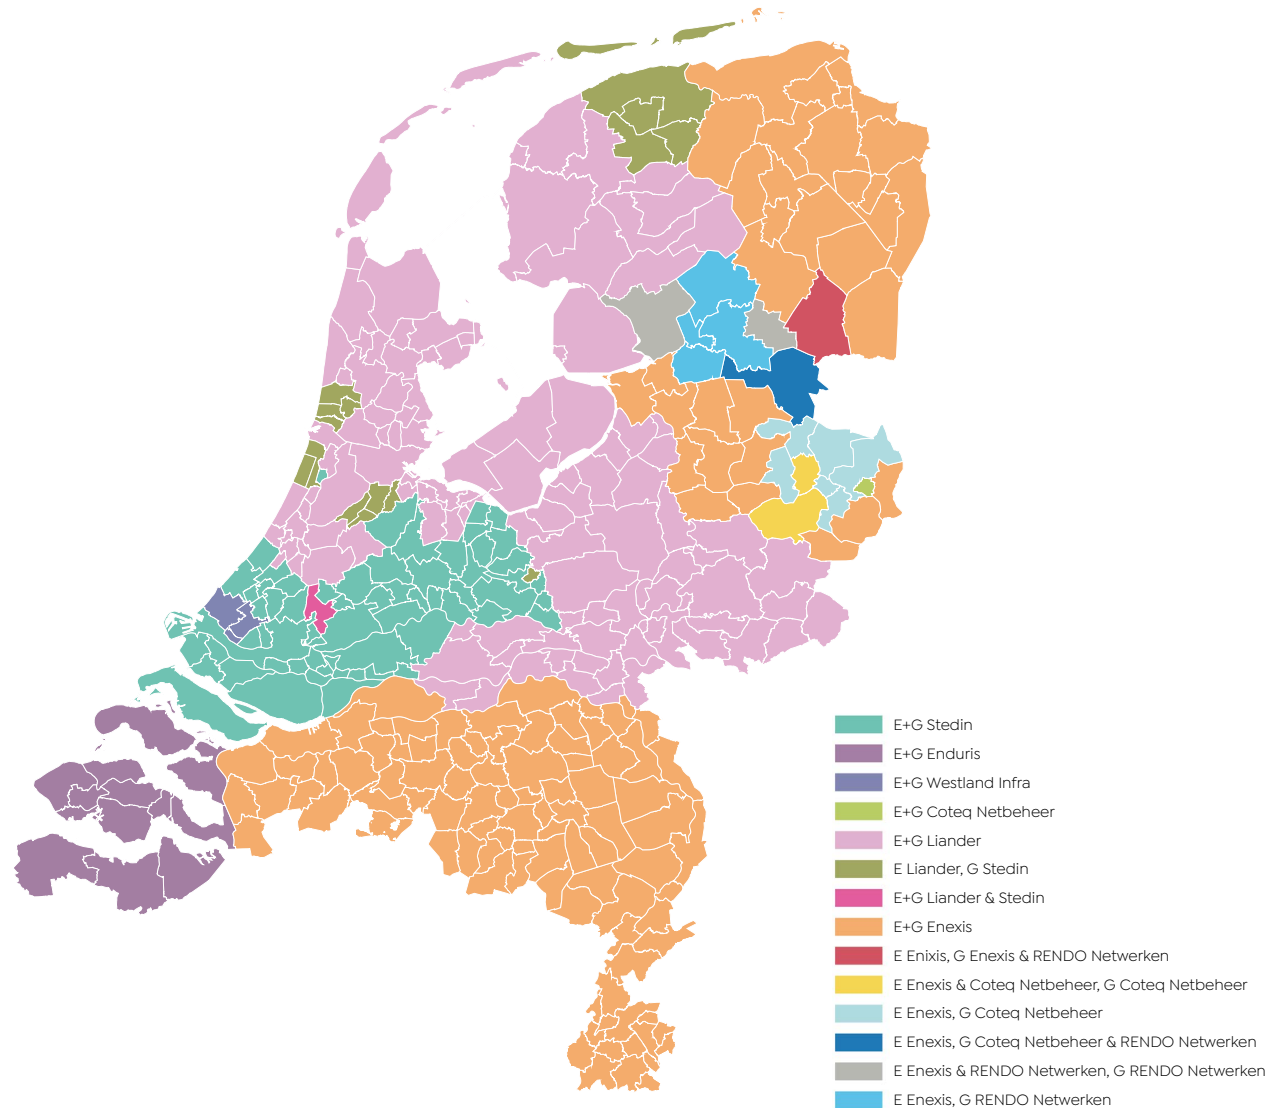 E+G Stedin
E+G Enduris
E+G Westland Infra
E+G Coteq Netbeheer
E+G Liander
E Liander, G Stedin
E+G Liander & Stedin
E+G Enexis
E Enixis, G Enexis & RENDO Netwerken
E Enexis & Coteq Netbeheer, G Coteq Netbeheer
E Enexis, G Coteq Netbeheer
E Enexis, G Coteq Netbeheer & RENDO Netwerken
E Enexis & RENDO Netwerken, G RENDO Netwerken
E Enexis, G RENDO Netwerken